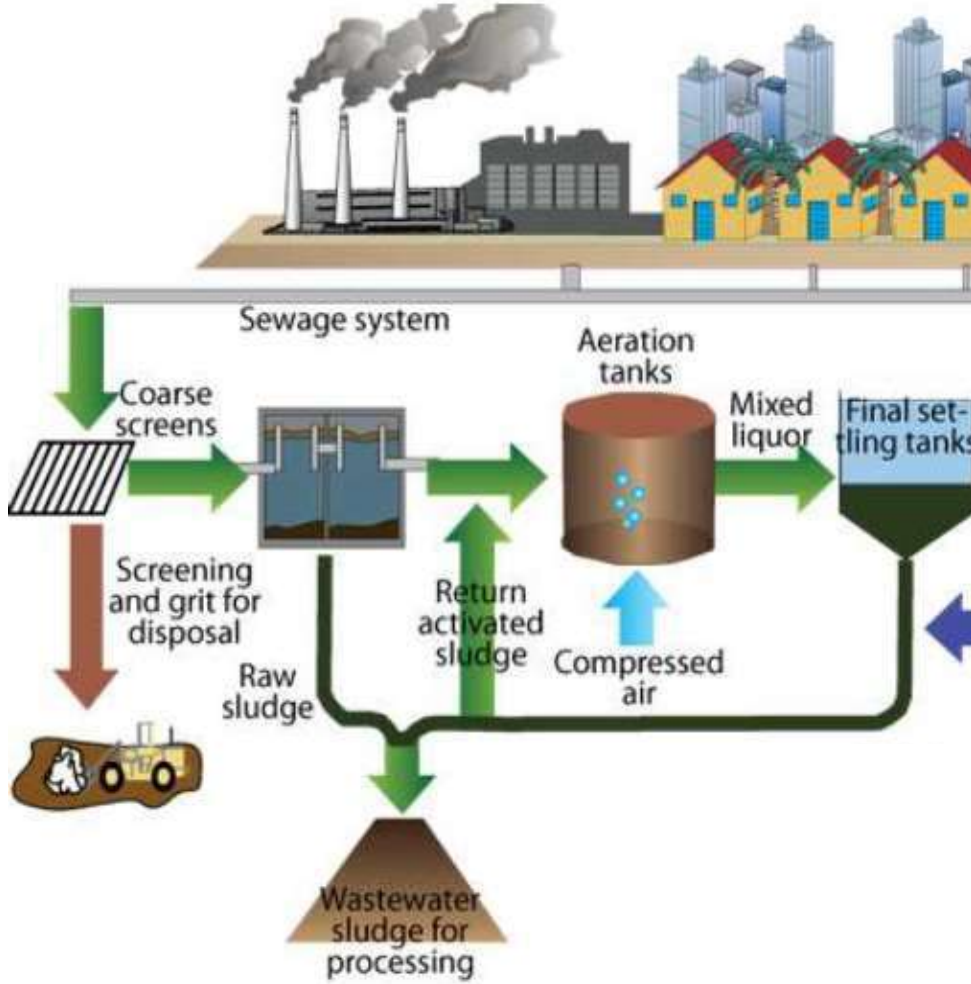 Sewage system
Aeration
tanks
Coarse
screens
Mixed
liquor
Final set-
tling tanks
Screening
and grit for
disposal
Return
activated
sludge
Compressed
air
Raw
sludge
Wastewater
sludge for
processing